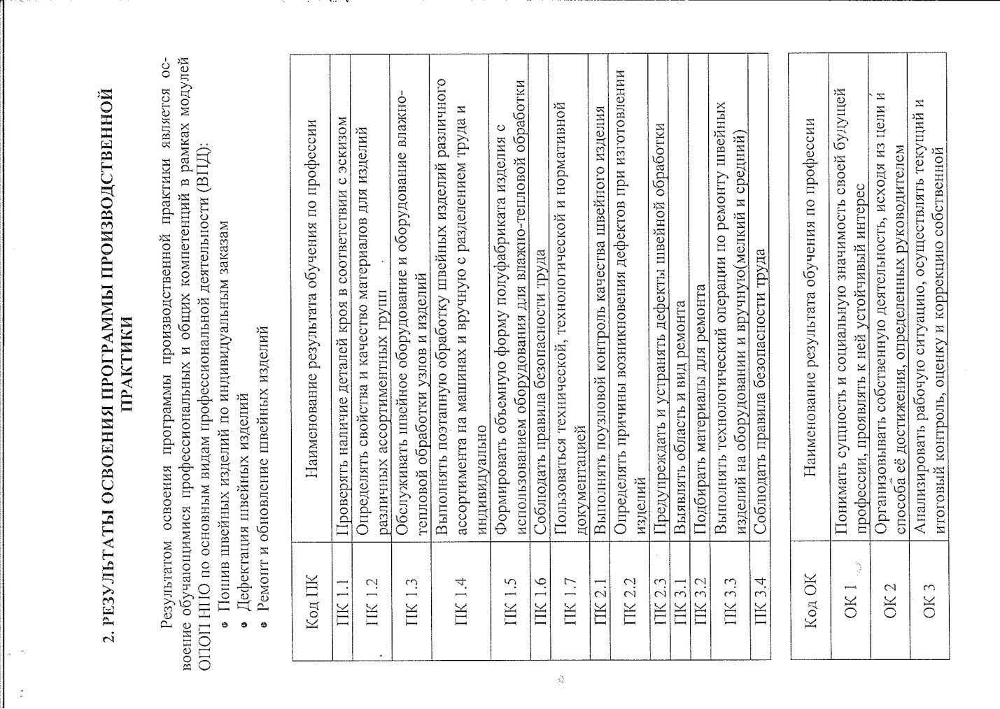 2. РЕЗУЛЬТАТЫ ОСВОЕНИЯ ПРОГРАММЫ ПРОИЗВОДСТВЕННОЙ
ПРАКТИКИ
Результатом освоения программы производственной практики является ос-
воение обучающимися профессиональных и общих компетенций в рамках модулей
ОПОП НПО по основным видам профессиональной деятельности (ВПД):
• Пошив швейных изделий по индивидуальным заказам
• Дефектация швейных изделий
• Ремонт и обновление швейных изделий
Код ПК Наименование результата обучения по профессии
ПК 1.1 Проверять наличие деталей кроя в соответствии с эскизом
ПК 1.2 Определять свойства и качество материалов для изделий
различных ассортиментных групп
ПК 1.3 Обслуживать швейное оборудование и оборудование влажно-
тепловой обработки узлов и изделий
ПК 1.4 Выполнять поэтапную обработку швейных изделий различного
ассортимента на машинах и вручную с разделением труда и
индивидуально
ПК 1.5 Формировать объемную форму полуфабриката изделия с
использованием оборудования для влажно-тепловой обработки
ПК 1.6 Соблюдать правила безопасности труда
ПК 1.7 Пользоваться технической, технологической и нормативной
документацией
ПК 2.1 Выполнять поузловой контроль качества швейного изделия
ПК 2.2 Определять причины возникновения дефектов при изготовлении
изделий
ПК 2.3 Предупреждать и устранять дефекты швейной обработки
ПК 3.1 Выявлять область и вид ремонта
ПК 3.2 Подбирать материалы для ремонта
ПК 3.3 Выполнять технологический операции по ремонту швейных
изделий на оборудовании и вручную(мелкий и средний)
ПК 3.4 Соблюдать правила безопасности труда
Код ОК Наименование результата обучения по профессии
ОК 1 Понимать сущность и социальную значимость своей будущей
профессии, проявлять к ней устойчивый интерес
ОК 2 Организовывать собственную деятельность, исходя из цели и
способа её достижения, определенных руководителем
ОК 3 Анализировать рабочую ситуацию, осуществлять текущий и
итоговый контроль, оценку и коррекцию собственной